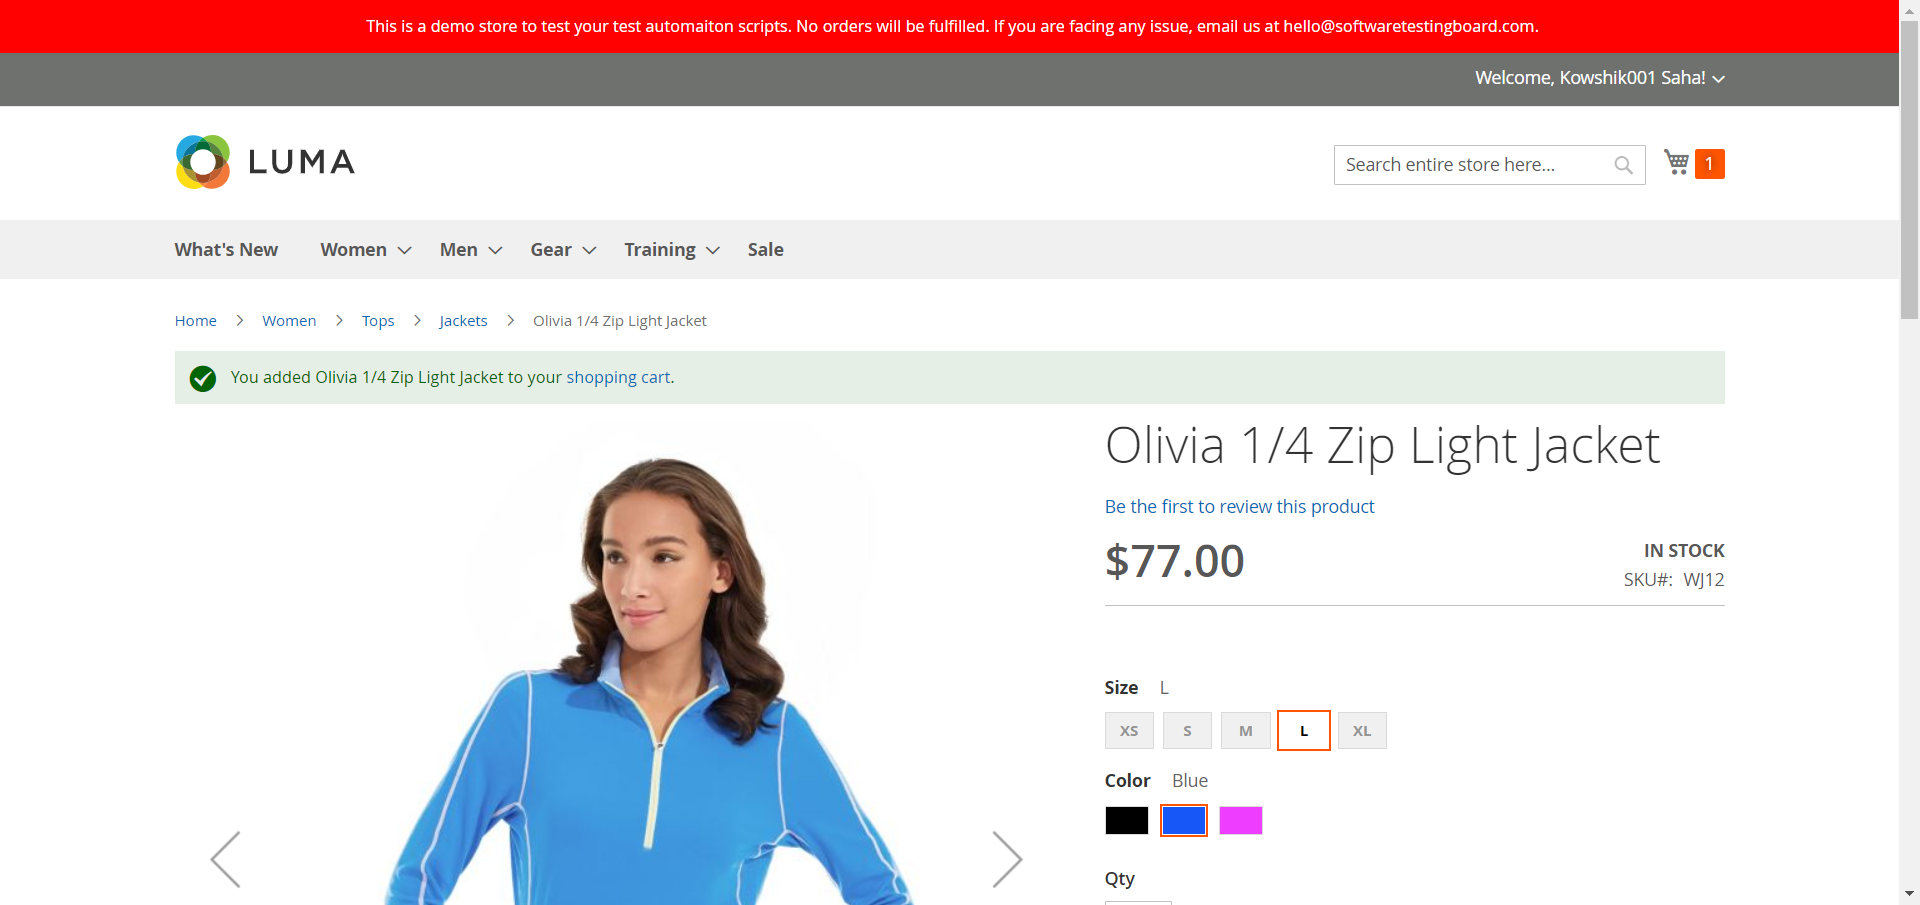 This is a demo store to test your test automaiton scripts. No orders will be fulfilled. If you are facing any issue, email us at hello@softwaretestingboard.com.
Welcome, Kowshik001 Saha!
LUMA
Search entire store here...
1
What's New Women Men Gear Training Sale
Home Women Tops Jackets Olivia 1/4 Zip Light Jacket
You added Olivia 1/4 Zip Light Jacket to your shopping cart.
Olivia 1/4 Zip Light Jacket
Be the first to review this product
$77.00
IN STOCK
SKU#: WJ12
Size L
XS S M L XL
Color Blue
Qty